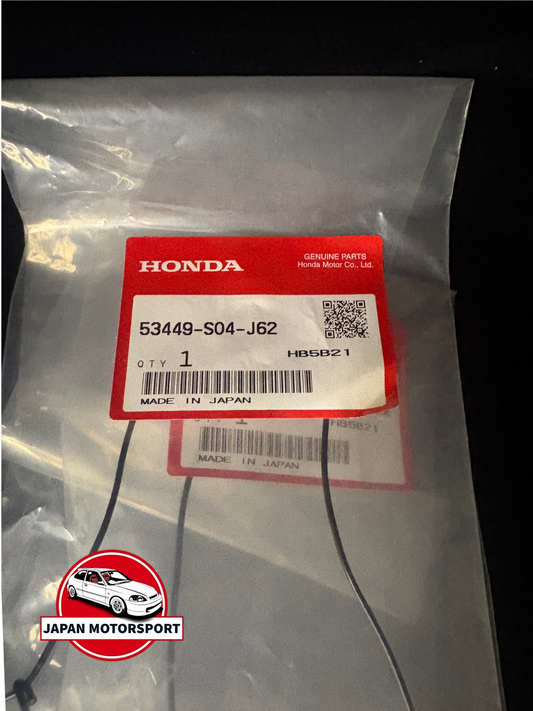 HONDA
GENUINE PARTS
Honda Motor Co., Ltd.
53449-S04-J62
QTY 1
HB5B21
MADE IN JAPAN
1
HB5B21
MADE IN JAPAN
JAPAN MOTORSPORT